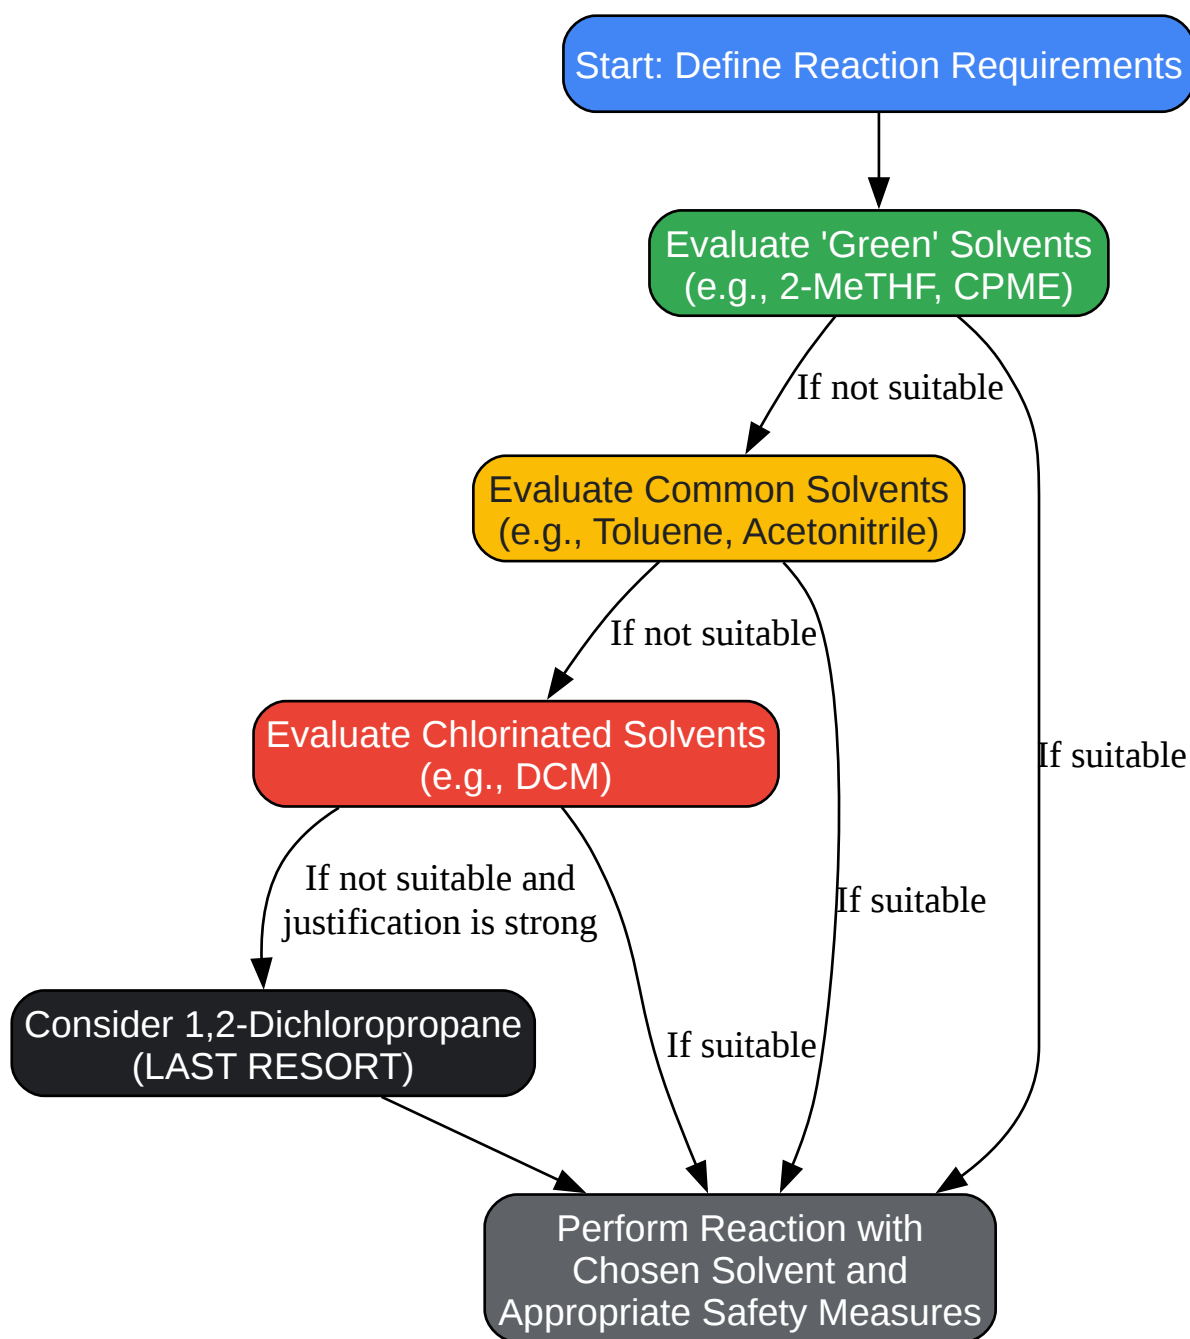 Start: Define Reaction Requirements
Evaluate 'Green' Solvents
(e.g., 2-MeTHF, CPME)
If not suitable
Evaluate Common Solvents
(e.g., Toluene, Acetonitrile)
If not suitable
Evaluate Chlorinated Solvents
(e.g., DCM)
If suitable
If not suitable and
justification is strong
If suitable
Consider 1,2-Dichloropropane
(LAST RESORT)
If suitable
Perform Reaction with
Chosen Solvent and
Appropriate Safety Measures